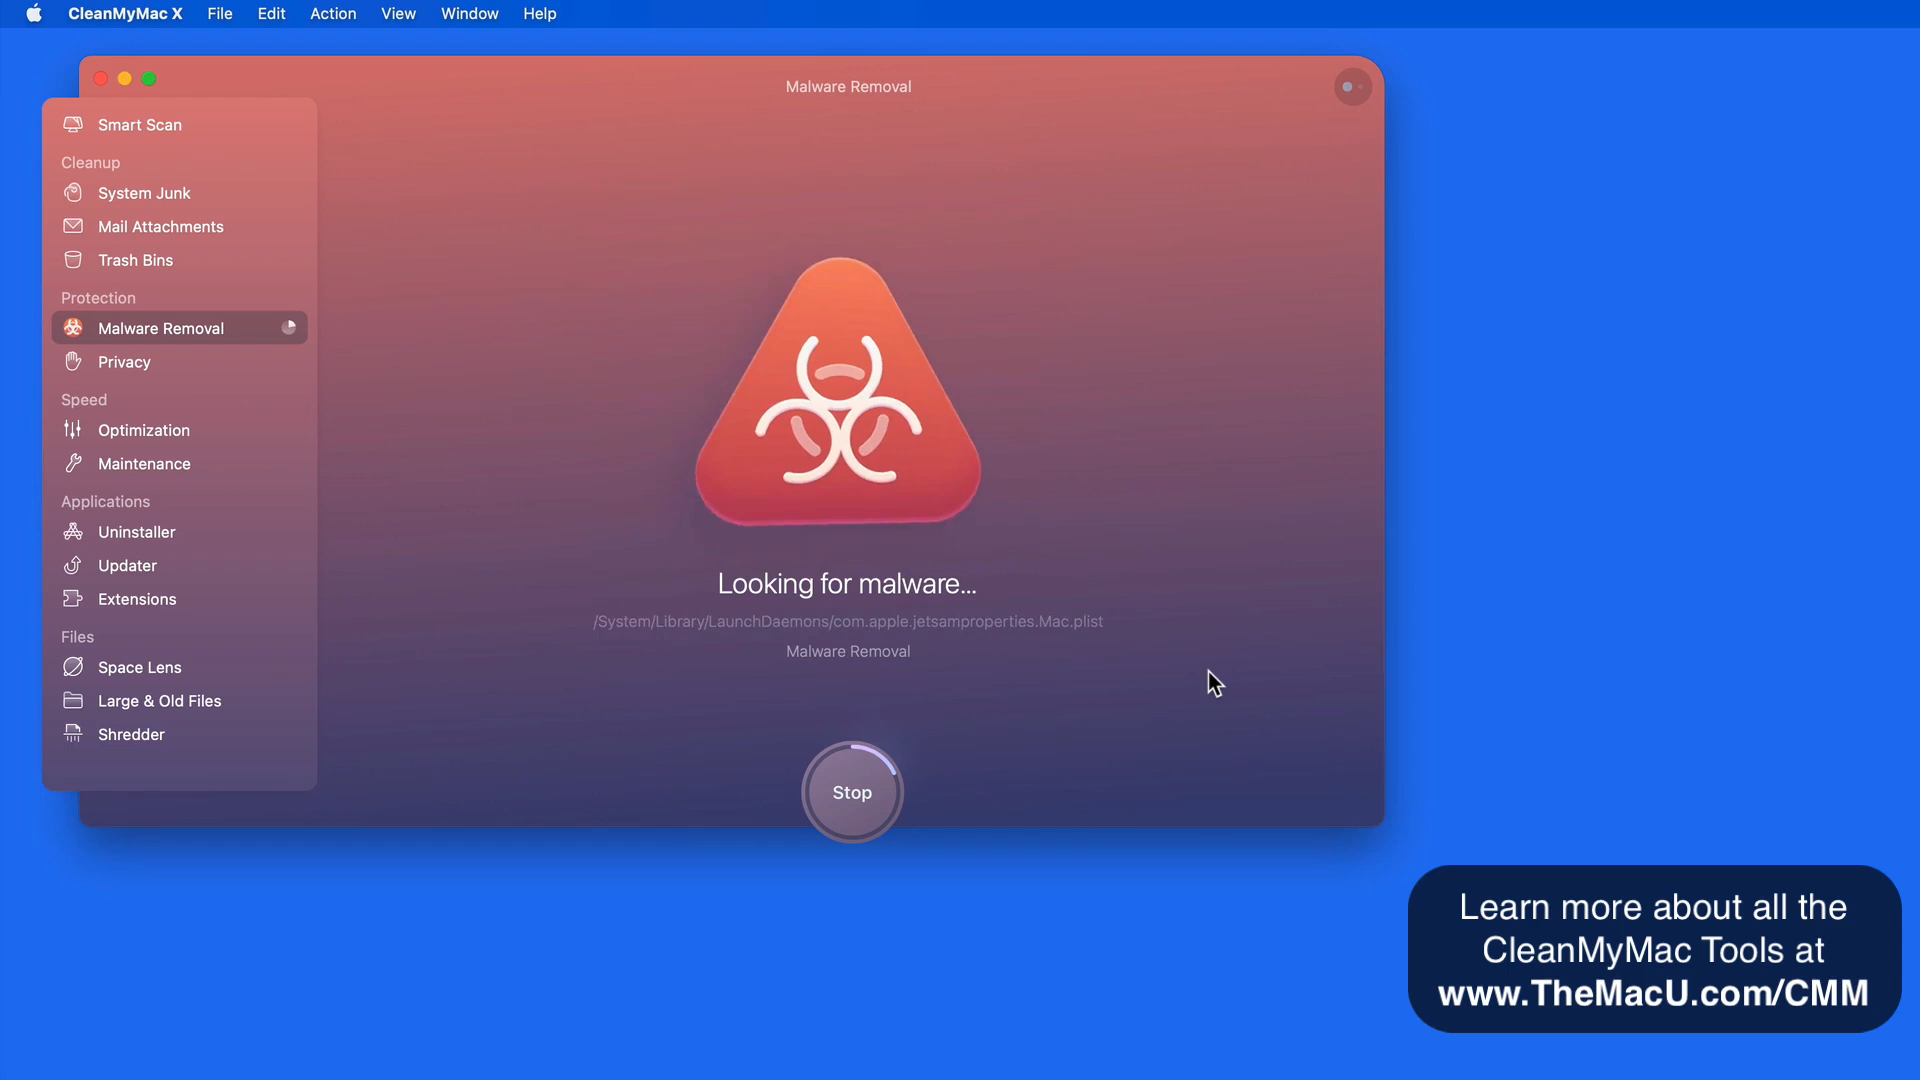 CleanMyMac X File Edit Action View Window Help
Malware Removal
Smart Scan
Cleanup
System Junk
Mail Attachments
Trash Bins
Protection
Malware Removal
Privacy
Speed
Optimization
Maintenance
Applications
Uninstaller
Updater
Extensions
Files
Space Lens
Large & Old Files
Shredder
Looking for malware...
/System/Library/LaunchDaemons/com.apple.jetsamproperties.Mac.plist
Malware Removal
Stop
Learn more about all the
CleanMyMac Tools at
www.TheMacU.com/CMM